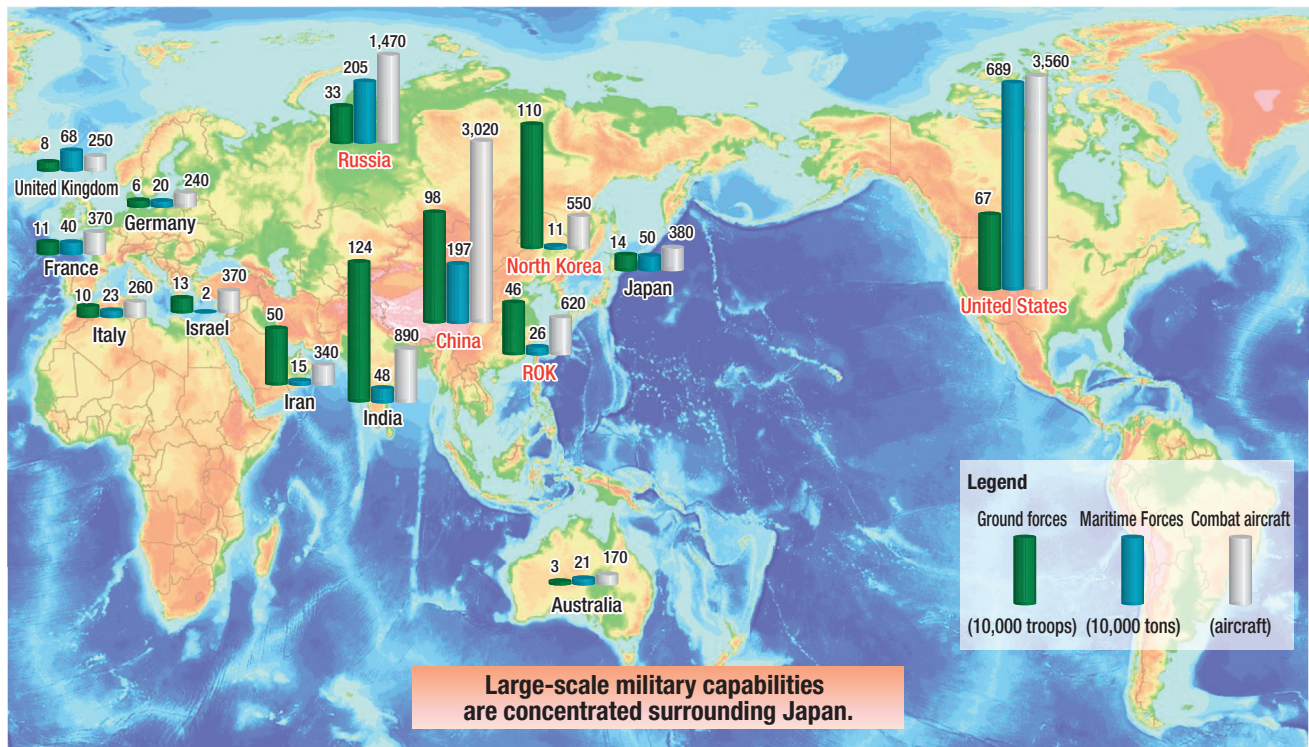 1,470
205
33
Russia
110
11
550
North Korea
689
3,560
67
United States
8 68 250
United Kingdom
6 20 240
Germany
11 40 370
France
10 23 260
Italy
13 2 370
Israel
50 15 340
Iran
124 48 890
India
98 197 3,020
China
46 26 620
ROK
14 50 380
Japan
3 21 170
Australia
Legend
Ground forces Maritime Forces Combat aircraft
(10,000 troops) (10,000 tons) (aircraft)
Large-scale military capabilities
are concentrated surrounding Japan.